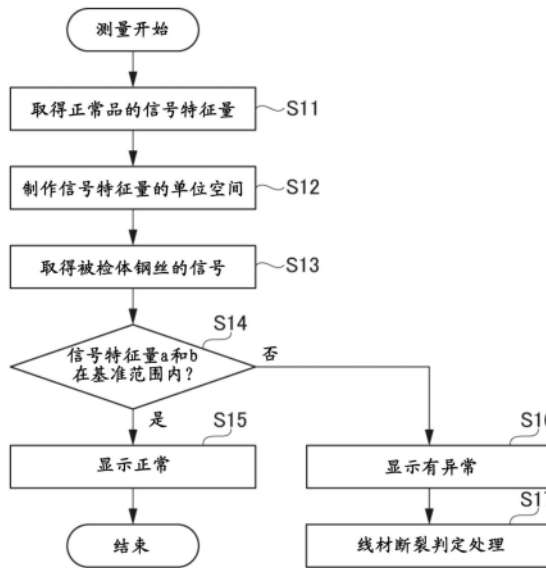 测量开始
取得正常品的信号特征量
S11
制作信号特征量的单位空间
S12
取得被检体钢丝的信号
S13
S14
信号特征量a和b
在基准范围内?
否
是
S15
显示正常
S16
显示有异常
S17
结束
线材断裂判定处理